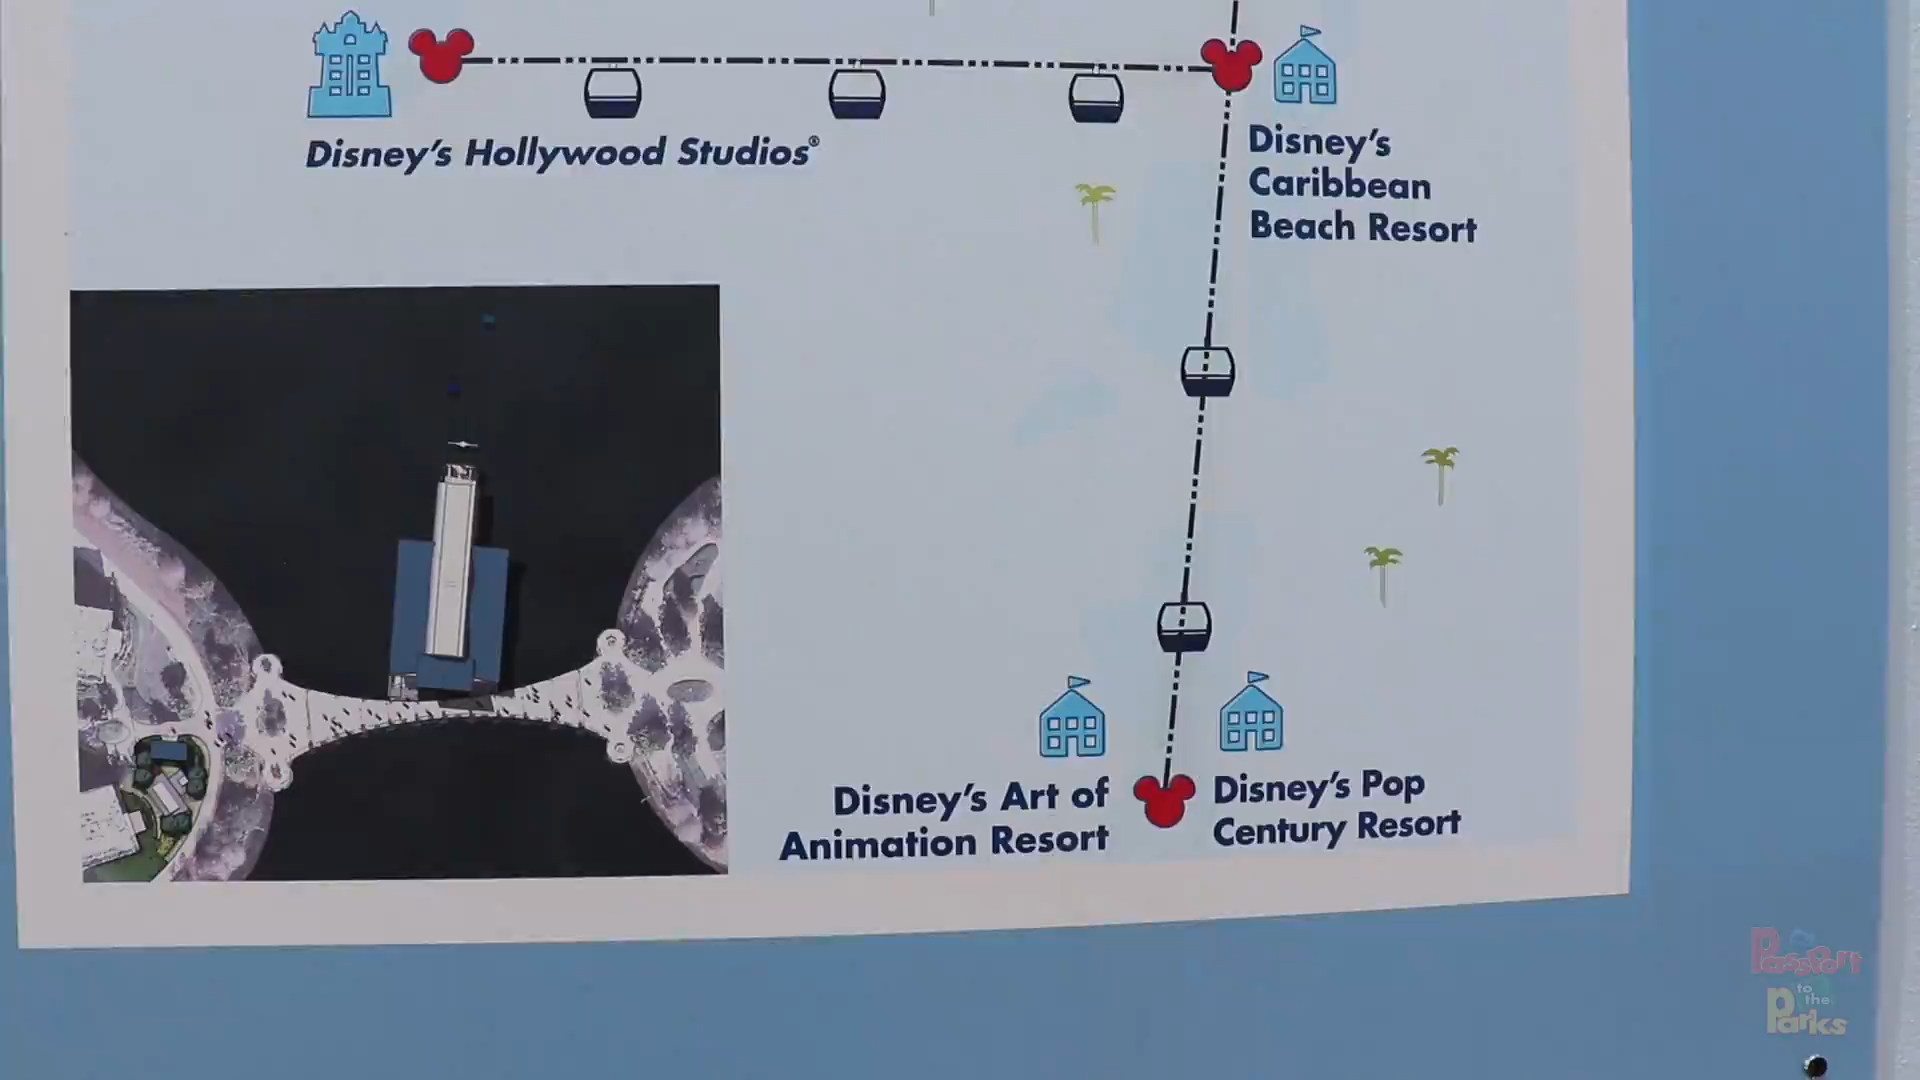 Disney's Hollywood Studios®
Disney's
Caribbean
Beach Resort
Disney's Art of
Animation Resort
Disney's Pop
Century Resort
Passport
to the
Parks